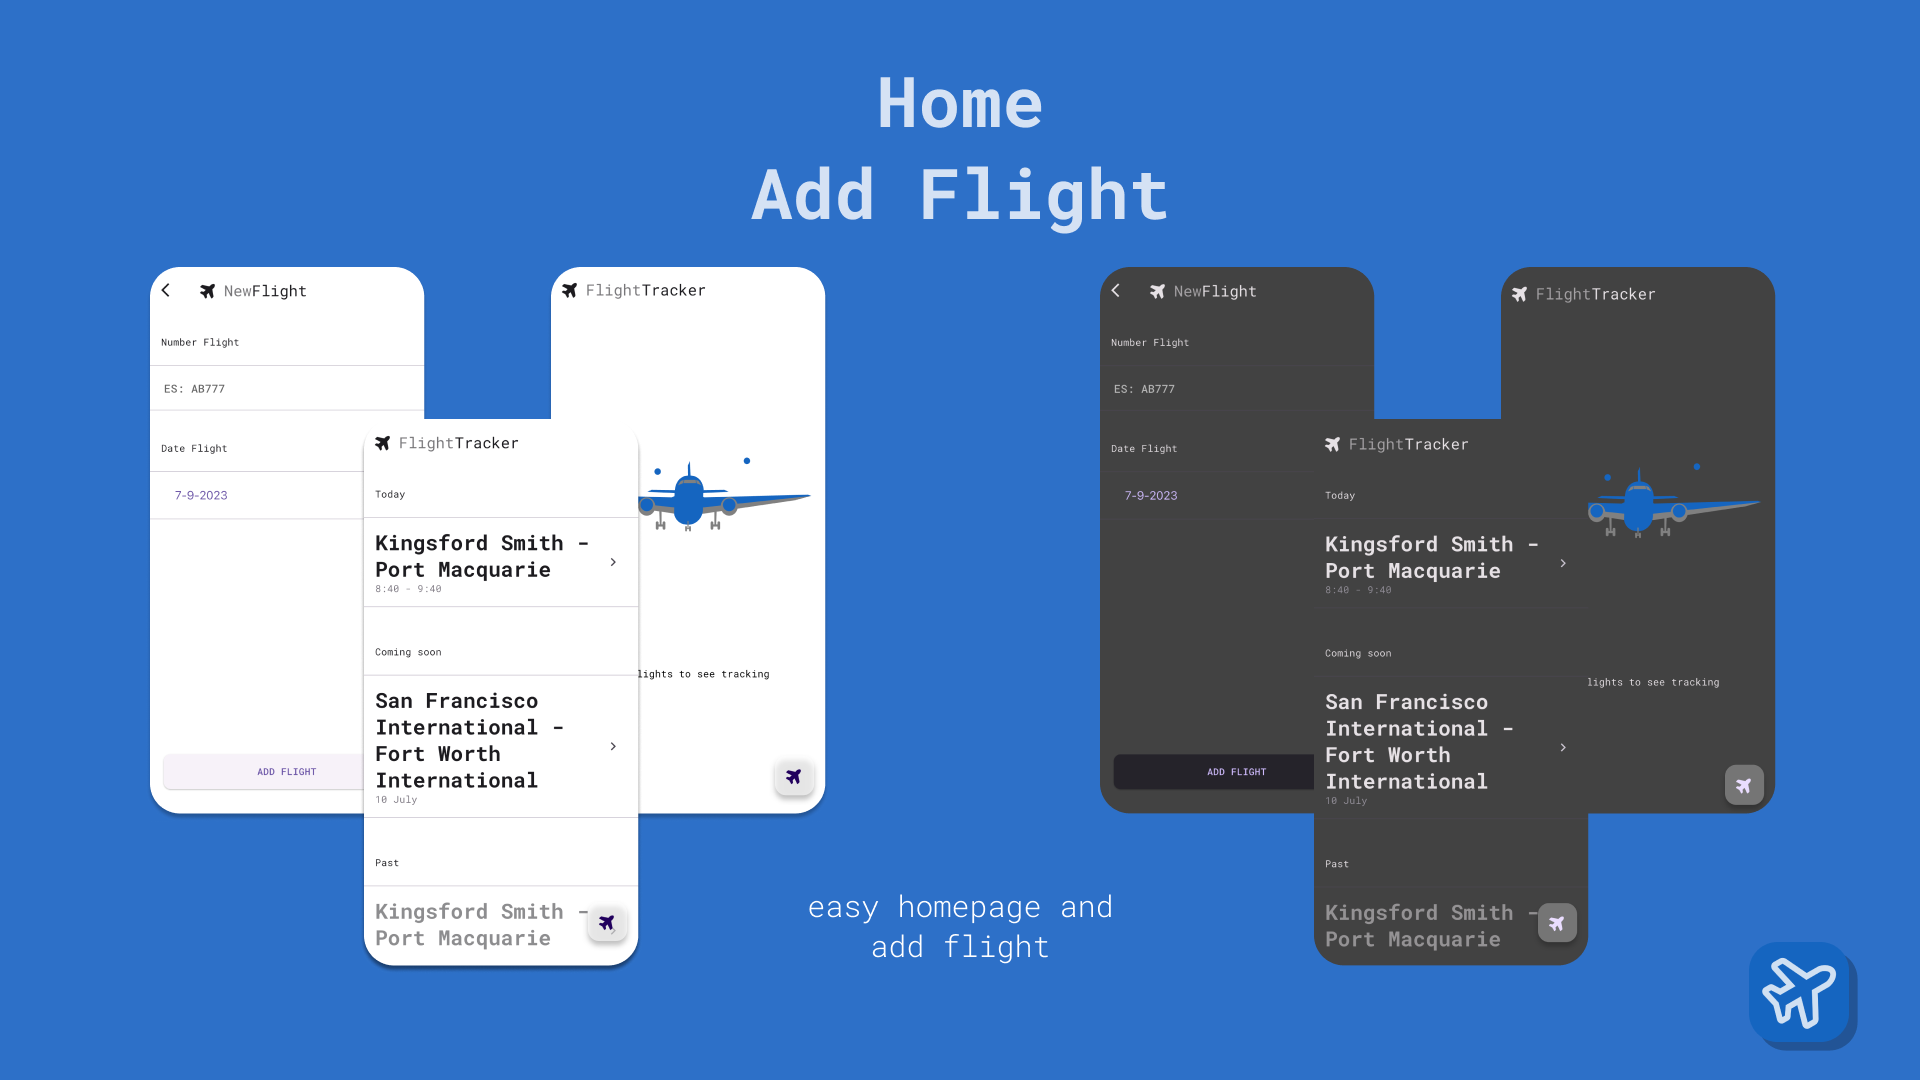 Home
Add Flight
NewFlight
Number Flight
ES: AB777
Date Flight
7-9-2023
ADD FLIGHT
FlightTracker
Today
Kingsford Smith -
Port Macquarie
8:40 - 9:40
Coming soon
San Francisco
International -
Fort Worth
International
10 July
Past
Kingsford Smith -
Port Macquarie
FlightTracker
to see tracking
NewFlight
Number Flight
ES: AB777
Date Flight
7-9-2023
ADD FLIGHT
FlightTracker
Today
Kingsford Smith -
Port Macquarie
8:40 - 9:40
Coming soon
San Francisco
International -
Fort Worth
International
10 July
Past
Kingsford Smith -
Port Macquarie
FlightTracker
lights to see tracking
easy homepage and
add flight